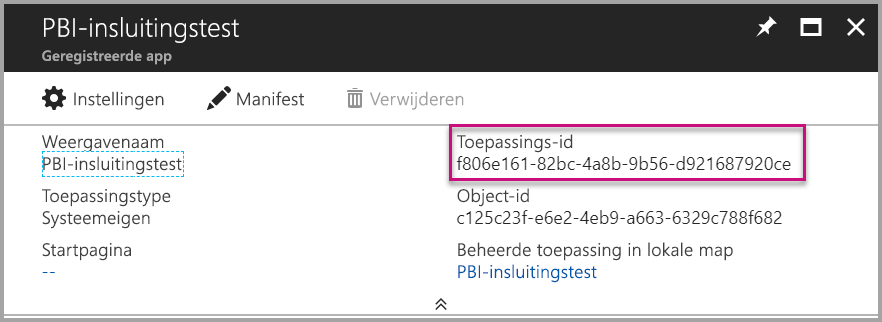 PBI-insluitingstest
Geregistreerde app
Instellingen Manifest Verwijderen
Weergavenaam
PBI-insluitingstest
Toepassings-id
f806e161-82bc-4a8b-9b56-d921687920ce
Toepassingstype
Systeemeigen
Object-id
c125c23f-e6e2-4eb9-a663-6329c788f682
Startpagina
--
Beheerde toepassing in lokale map
PBI-insluitingstest